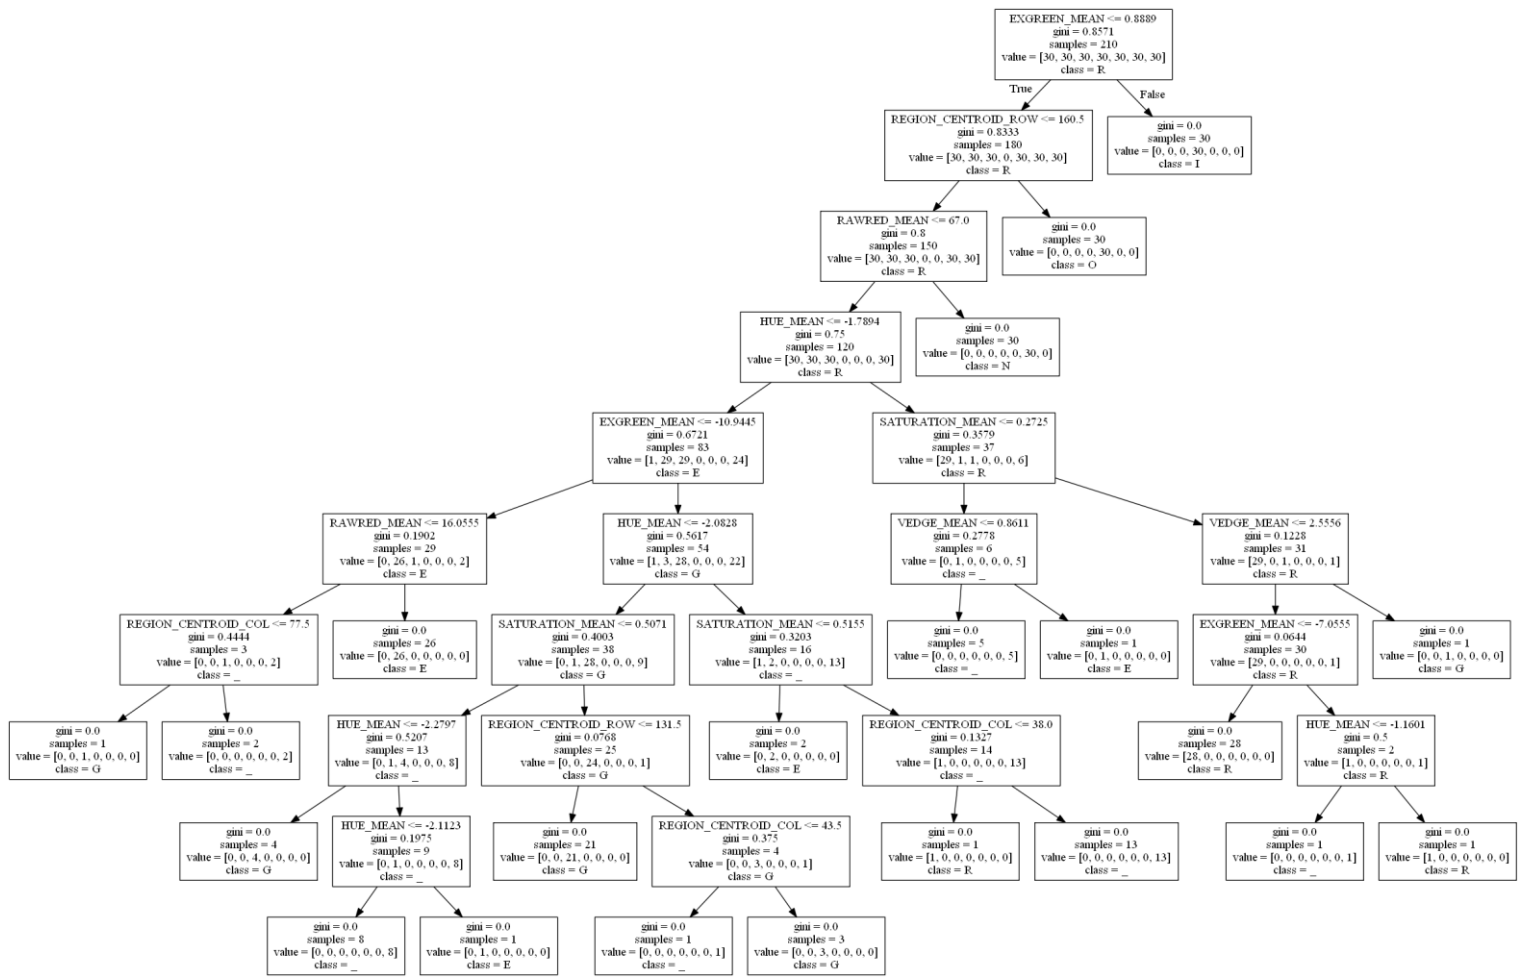 EXGREEN_MEAN <= 0.8889
gini = 0.8571
samples = 210
value = [30, 30, 30, 30, 30, 30, 30]
class = R
True
False
REGION_CENTROID_ROW <= 160.5
gini = 0.8333
samples = 180
value = [30, 30, 30, 0, 30, 30, 30]
class = R
gini = 0.0
samples = 30
value = [0, 0, 0, 30, 0, 0, 0]
class = I
RAWRED_MEAN <= 67.0
gini = 0.8
samples = 150
value = [30, 30, 30, 0, 0, 30, 30]
class = R
gini = 0.0
samples = 30
value = [0, 0, 0, 0, 30, 0, 0]
class = O
HUE_MEAN <= -1.7894
gini = 0.75
samples = 120
value = [30, 30, 30, 0, 0, 0, 30]
class = R
gini = 0.0
samples = 30
value = [0, 0, 0, 0, 0, 30, 0]
class = N
EXGREEN_MEAN <= -10.9445
gini = 0.6721
samples = 83
value = [1, 29, 29, 0, 0, 0, 24]
class = E
SATURATION_MEAN <= 0.2725
gini = 0.3579
samples = 37
value = [29, 1, 1, 0, 0, 0, 6]
class = R
RAWRED_MEAN <= 16.0555
gini = 0.1902
samples = 29
value = [0, 26, 1, 0, 0, 0, 2]
class = E
HUE_MEAN <= -2.0828
gini = 0.5617
samples = 54
value = [1, 3, 28, 0, 0, 0, 22]
class = G
VEDGE_MEAN <= 0.8611
gini = 0.2778
samples = 6
value = [0, 1, 0, 0, 0, 0, 5]
class = _
VEDGE_MEAN <= 2.5556
gini = 0.1228
samples = 31
value = [29, 0, 1, 0, 0, 0, 1]
class = R
REGION_CENTROID_COL <= 77.5
gini = 0.4444
samples = 3
value = [0, 0, 1, 0, 0, 0, 2]
class = _
gini = 0.0
samples = 26
value = [0, 26, 0, 0, 0, 0, 0]
class = E
SATURATION_MEAN <= 0.5071
gini = 0.4003
samples = 38
value = [0, 1, 28, 0, 0, 0, 9]
class = G
SATURATION_MEAN <= 0.5155
gini = 0.3203
samples = 16
value = [1, 2, 0, 0, 0, 0, 13]
class = _
gini = 0.0
samples = 5
value = [0, 0, 0, 0, 0, 0, 5]
class = _
gini = 0.0
samples = 1
value = [0, 1, 0, 0, 0, 0, 0]
class = E
EXGREEN_MEAN <= -7.0555
gini = 0.0644
samples = 30
value = [29, 0, 0, 0, 0, 0, 1]
class = R
gini = 0.0
samples = 1
value = [0, 0, 1, 0, 0, 0, 0]
class = G
gini = 0.0
samples = 1
value = [0, 0, 1, 0, 0, 0, 0]
class = G
gini = 0.0
samples = 2
value = [0, 0, 0, 0, 0, 0, 2]
class = _
HUE_MEAN <= -2.2797
gini = 0.5207
samples = 13
value = [0, 1, 4, 0, 0, 0, 8]
class = _
REGION_CENTROID_ROW <= 131.5
gini = 0.0768
samples = 25
value = [0, 0, 24, 0, 0, 0, 1]
class = G
gini = 0.0
samples = 2
value = [0, 2, 0, 0, 0, 0, 0]
class = E
REGION_CENTROID_COL <= 38.0
gini = 0.1327
samples = 14
value = [1, 0, 0, 0, 0, 0, 13]
class = _
gini = 0.0
samples = 28
value = [28, 0, 0, 0, 0, 0, 0]
class = R
HUE_MEAN <= -1.1601
gini = 0.5
samples = 2
value = [1, 0, 0, 0, 0, 0, 1]
class = R
gini = 0.0
samples = 4
value = [0, 0, 4, 0, 0, 0, 0]
class = G
HUE_MEAN <= -2.1123
gini = 0.1975
samples = 9
value = [0, 1, 0, 0, 0, 0, 8]
class = _
gini = 0.0
samples = 21
value = [0, 0, 21, 0, 0, 0, 0]
class = G
REGION_CENTROID_COL <= 43.5
gini = 0.375
samples = 4
value = [0, 0, 3, 0, 0, 0, 1]
class = G
gini = 0.0
samples = 1
value = [1, 0, 0, 0, 0, 0, 0]
class = R
gini = 0.0
samples = 13
value = [0, 0, 0, 0, 0, 0, 13]
class = _
gini = 0.0
samples = 1
value = [0, 0, 0, 0, 0, 0, 1]
class = _
gini = 0.0
samples = 1
value = [1, 0, 0, 0, 0, 0, 0]
class = R
gini = 0.0
samples = 8
value = [0, 0, 0, 0, 0, 0, 8]
class = _
gini = 0.0
samples = 1
value = [0, 1, 0, 0, 0, 0, 0]
class = E
gini = 0.0
samples = 1
value = [0, 0, 0, 0, 0, 0, 1]
class = _
gini = 0.0
samples = 3
value = [0, 0, 3, 0, 0, 0, 0]
class = G